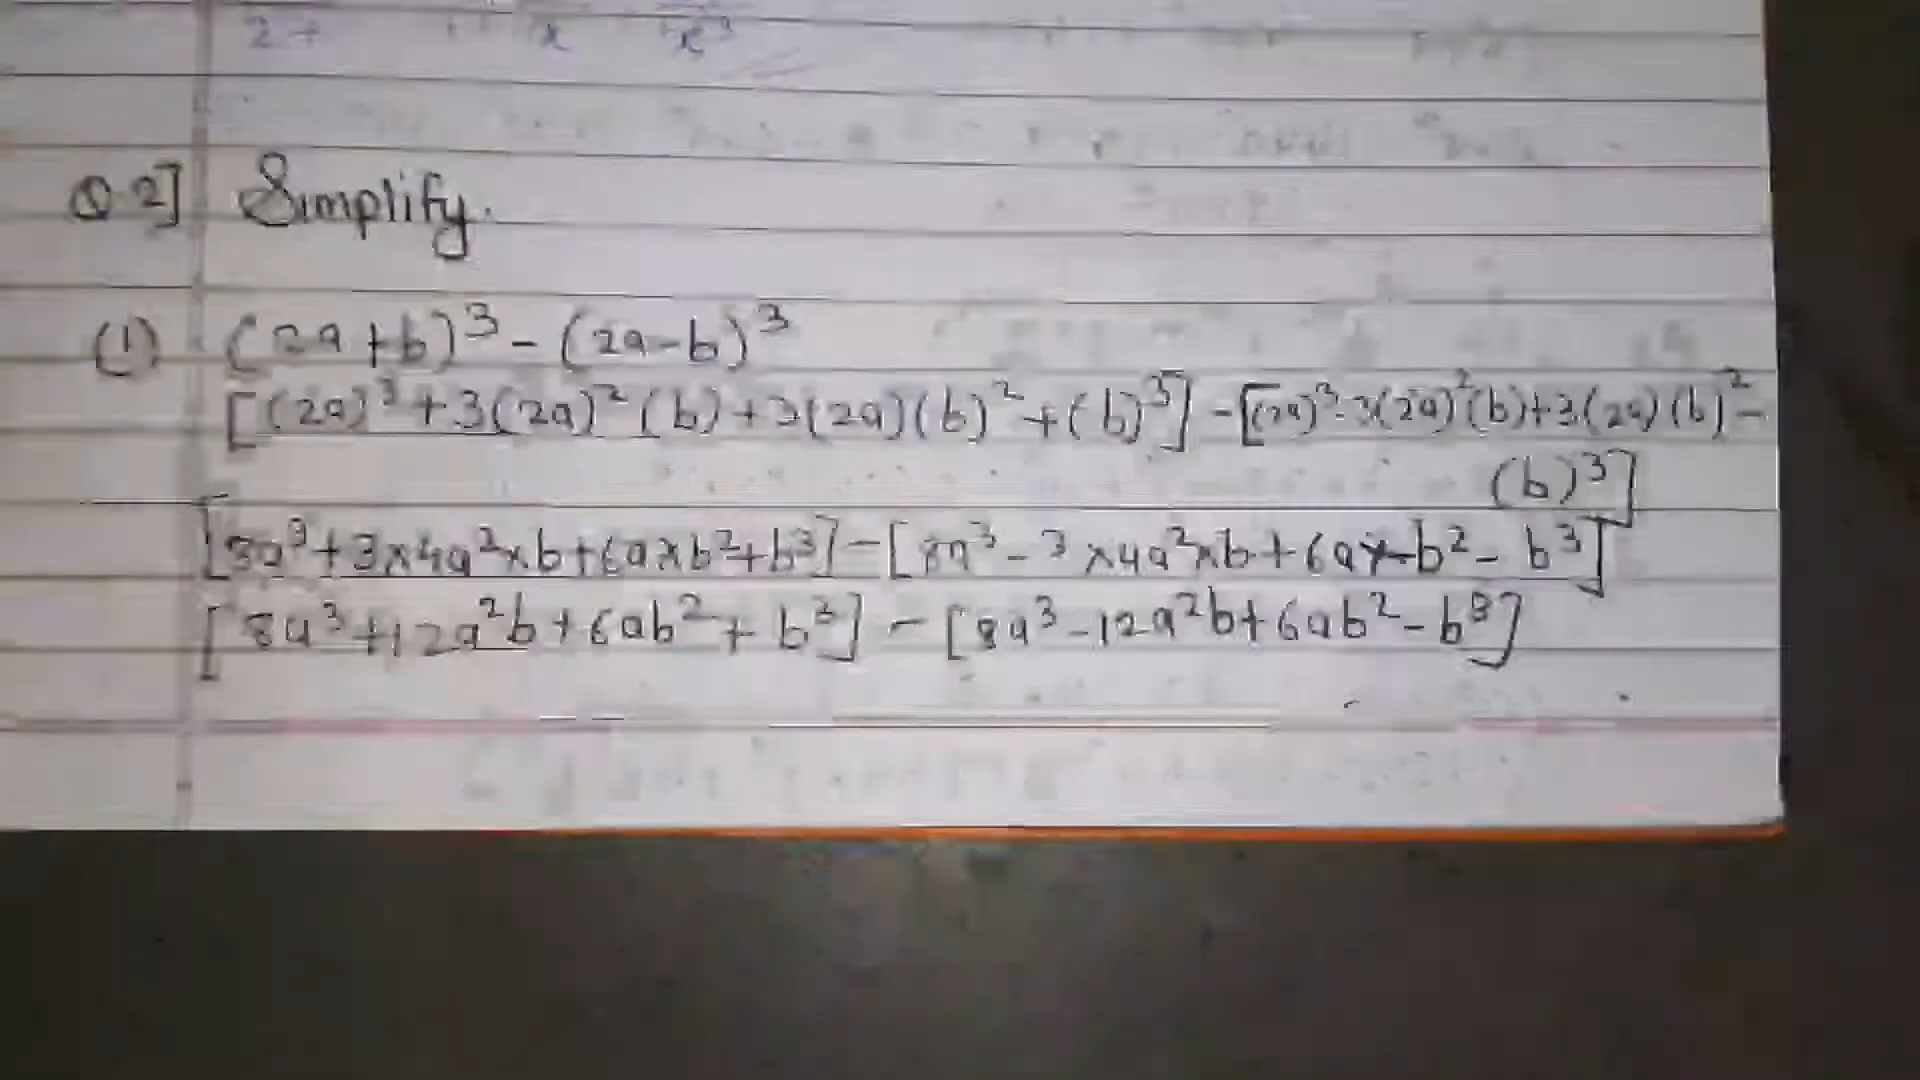 2+ x x³
Q.2] Simplify.
(1) (2a+b)³ - (2a-b)³
[(2a)³+3(2a)²(b)+3(2a)(b)²+(b)³] -[(2a)³-3(2a)²(b)+3(2a)(b)²-
(b)³]
[8a³+3×4a²×b+6a×b²+b³]-[8a³-3×4a²×b+6a×b²-b³]
[8a³+12a²b+6ab²+b³]-[8a³-12a²b+6ab²-b³]